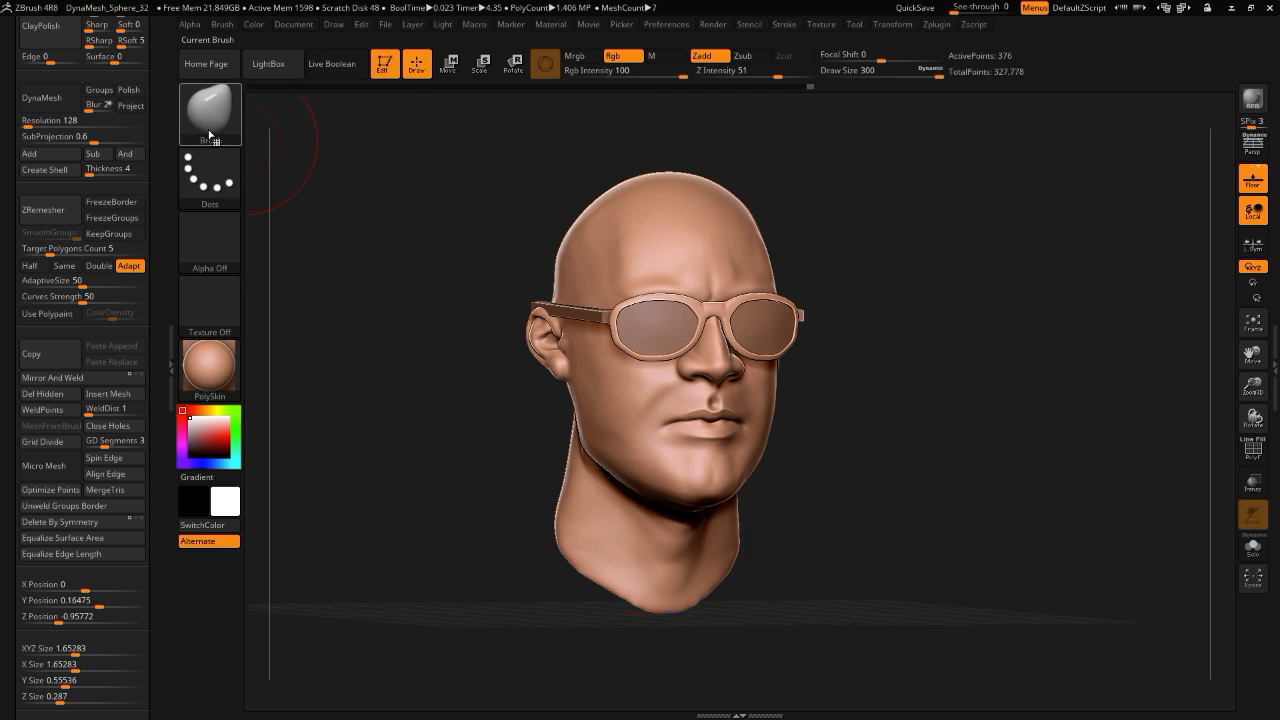 ZBrush 4R8 DynaMesh_Sphere_32 • Free Mem 21.849GB • Active Mem 1598 • Scratch Disk 48 • BoolTime▶0.023 Timer▶4.35 • PolyCount▶1.406 MP • MeshCount▶7 QuickSave See-through 0 Menus DefaultZScript
Alpha Brush Color Document Draw Edit File Layer Light Macro Marker Material Movie Picker Preferences Render Stencil Stroke Texture Tool Transform Zplugin Zscript
Current Brush
Home Page LightBox Live Boolean Edit Draw Move Scale Rotate
Mrgb Rgb M Zadd Zsub Zcut Focal Shift 0 ActivePoints: 376
Rgb Intensity 100 Z Intensity 51 Draw Size 300 Dynamic TotalPoints: 327,778
ClayPolish Sharp Soft 0
RSharp RSoft 5
Edge 0 Surface 0
DynaMesh Groups Polish
Blur 2 Project
Resolution 128
SubProjection 0.6
Add Sub And
Create Shell Thickness 4
ZRemesher FreezeBorder
FreezeGroups
SmoothGroups KeepGroups
Target Polygons Count 5
Half Same Double Adapt
AdaptiveSize 50
Curves Strength 50
Use Polypaint ColorDensity
Copy Paste Append
Paste Replace
Mirror And Weld
Del Hidden Insert Mesh
WeldPoints WeldDist 1
MeshFromBrush Close Holes
Grid Divide GD Segments 3
Micro Mesh Spin Edge
Align Edge
Optimize Points MergeTris
Unweld Groups Border
Delete By Symmetry
Equalize Surface Area
Equalize Edge Length
X Position 0
Y Position 0.16475
Z Position -0.95772
XYZ Size 1.65283
X Size 1.65283
Y Size 0.55536
Z Size 0.287
Dots
Alpha Off
Texture Off
PolySkin
Gradient
SwitchColor
Alternate
BPR
SPix 3
Persp
Floor
Local
L.Sym
XYZ
Frame
Move
Zoom3D
Rotate
Line Fill
PolyF
Transp
Dynamic
Solo
Xpose